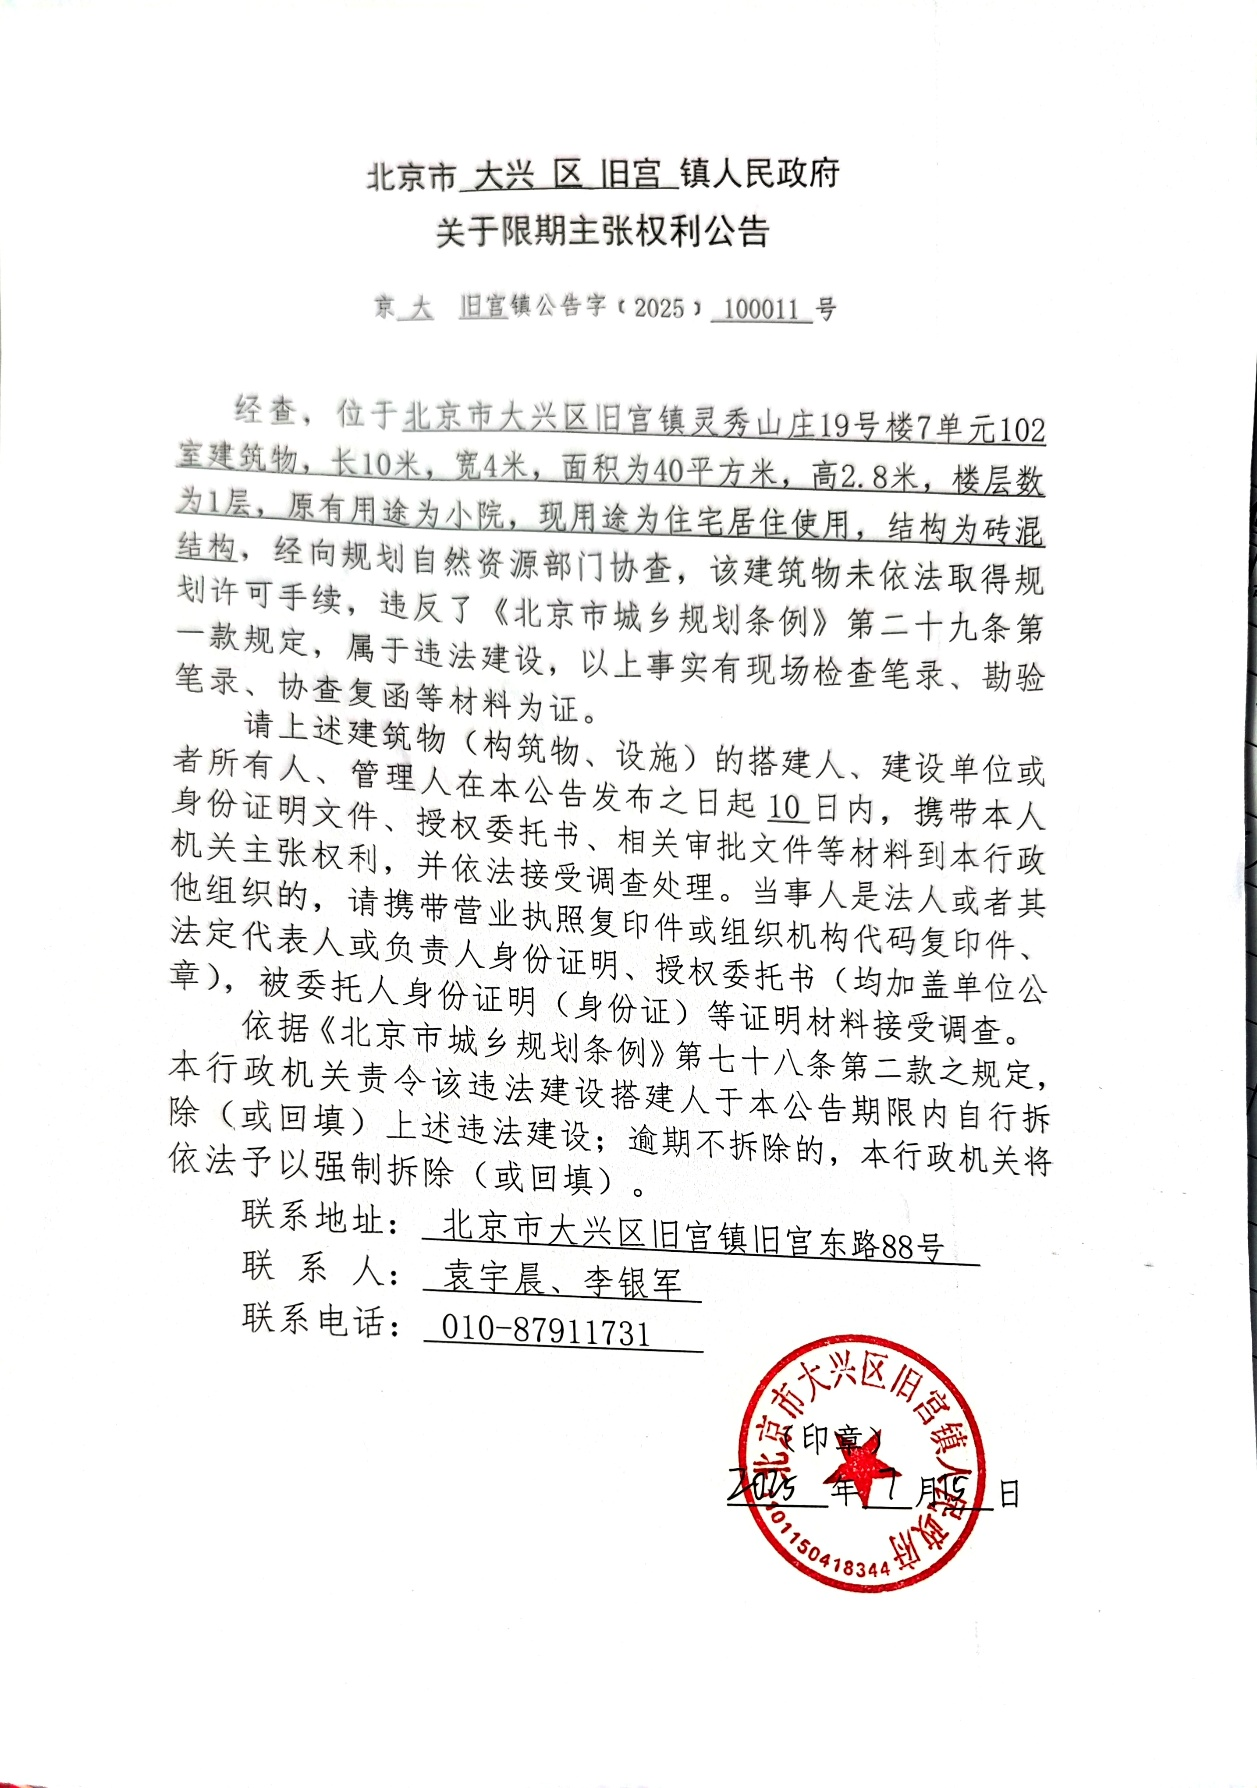 北京市 大兴 区 旧宫 镇人民政府
关于限期主张权利公告
京 大 旧宫镇公告字﹝2025﹞ 100011 号
经查，位于北京市大兴区旧宫镇灵秀山庄19号楼7单元102
室建筑物，长10米，宽4米，面积为40平方米，高2.8米，楼层数
为1层，原有用途为小院，现用途为住宅居住使用，结构为砖混
结构，经向规划自然资源部门协查，该建筑物未依法取得规
划许可手续，违反了《北京市城乡规划条例》第二十九条第
一款规定，属于违法建设，以上事实有现场检查笔录、勘验
笔录、协查复函等材料为证。
请上述建筑物（构筑物、设施）的搭建人、建设单位或
者所有人、管理人在本公告发布之日起 10 日内，携带本人
身份证明文件、授权委托书、相关审批文件等材料到本行政
机关主张权利，并依法接受调查处理。当事人是法人或者其
他组织的，请携带营业执照复印件或组织机构代码复印件、
法定代表人或负责人身份证明、授权委托书（均加盖单位公
章），被委托人身份证明（身份证）等证明材料接受调查。
依据《北京市城乡规划条例》第七十八条第二款之规定，
本行政机关责令该违法建设搭建人于本公告期限内自行拆
除（或回填）上述违法建设；逾期不拆除的，本行政机关将
依法予以强制拆除（或回填）。
联系地址： 北京市大兴区旧宫镇旧宫东路88号
联 系 人： 袁宇晨、李银军
联系电话： 010-87911731
北京市大兴区旧宫镇人民政府
（印章）
2025 年 7 月 15 日
1101150418344